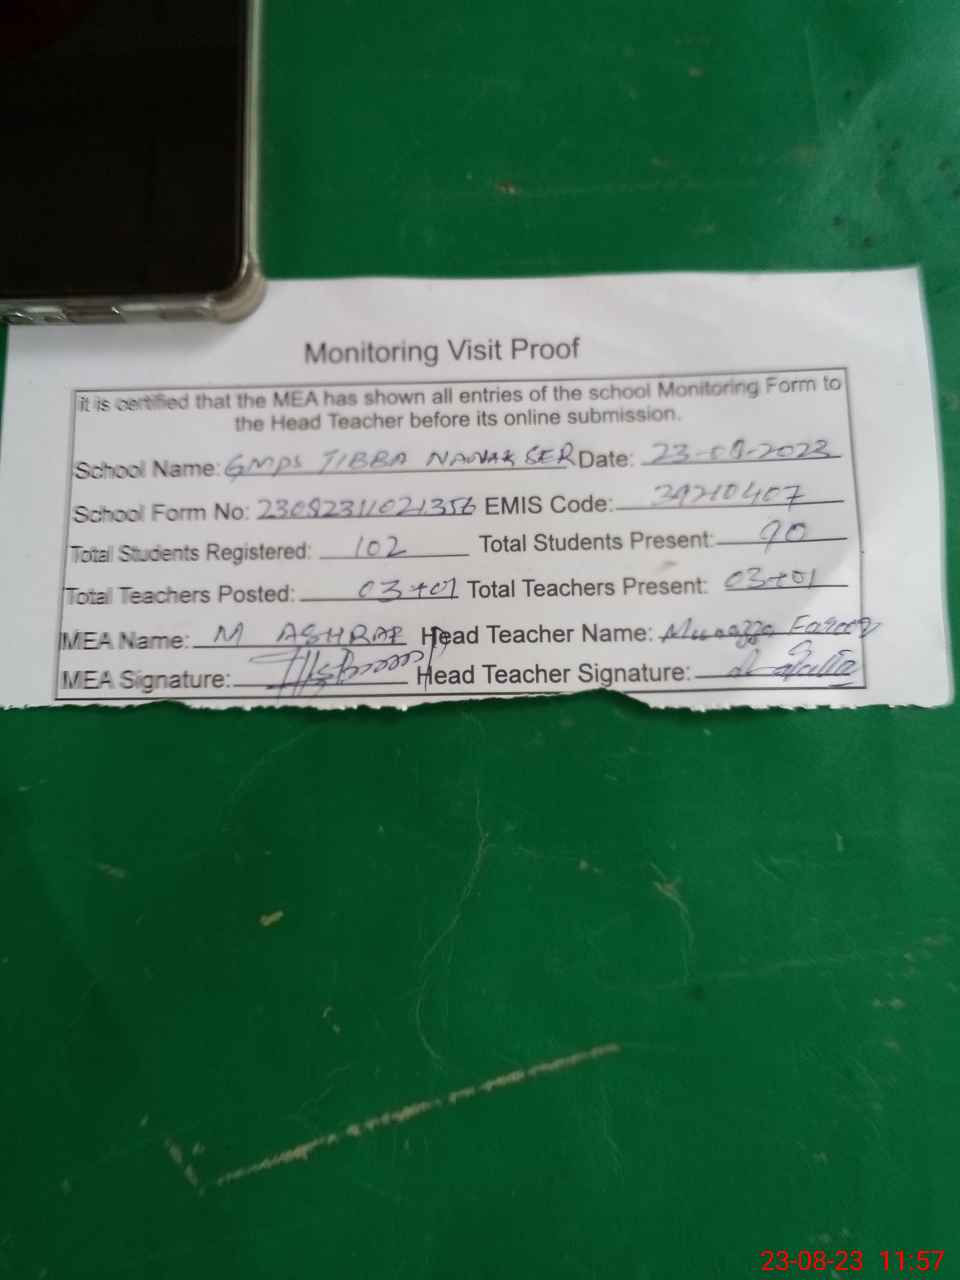 Monitoring Visit Proof
it is certified that the MEA has shown all entries of the school Monitoring Form to
the Head Teacher before its online submission.
School Name: GMPS TIBBA NANAK SER Date: 23-08-2023
School Form No: 23082311021356 EMIS Code: 39210407
Total Students Registered: 102 Total Students Present: 90
Total Teachers Posted: 03+01 Total Teachers Present: 03+01
MEA Name: M ASHRAF Head Teacher Name: Munazza Farooq
MEA Signature: Head Teacher Signature:
23-08-23 11:57